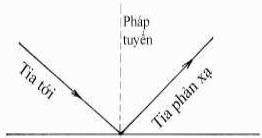 Pháp
tuyến
Tia tới
Tia phản xạ